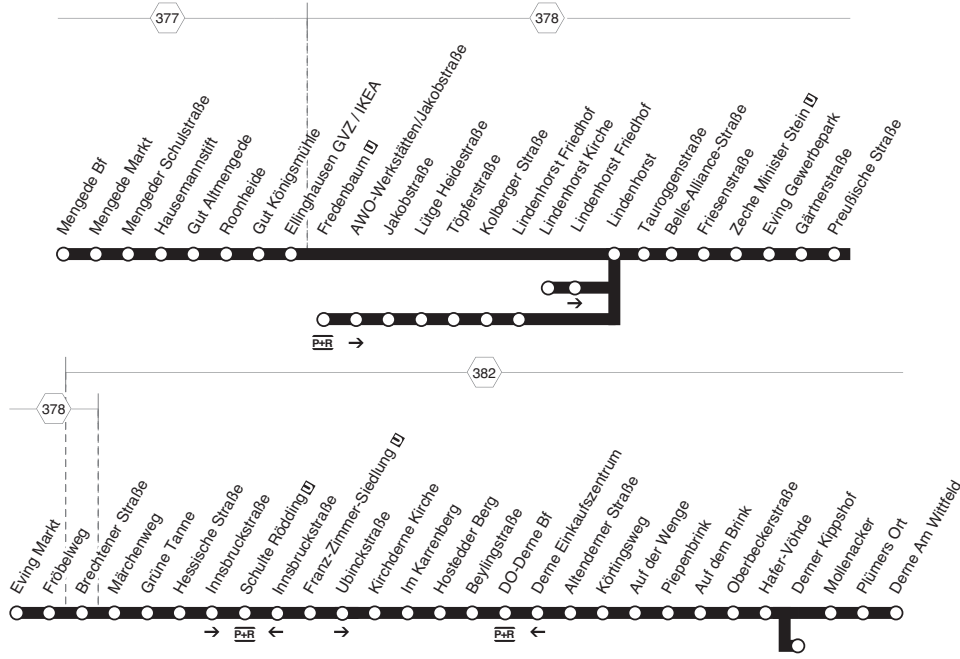 377
378
Mengede Bf
Mengede Markt
Mengeder Schulstraße
Hausemannstift
Gut Altmengede
Roonheide
Gut Königsmühle
Ellinghausen GVZ / IKEA
Fredenbaum U
AWO-Werkstätten/Jakobstraße
Jakobstraße
Lütge Heidestraße
Töpferstraße
Kolberger Straße
Lindenhorst Friedhof
Lindenhorst Kirche
Lindenhorst Friedhof
Lindenhorst
Tauroggenstraße
Belle-Alliance-Straße
Friesenstraße
Zeche Minister Stein U
Eving Gewerbepark
Gärtnerstraße
Preußische Straße
P+R
382
378
Eving Markt
Fröbelweg
Brechtener Straße
Märchenweg
Grüne Tanne
Hessische Straße
Innsbruckstraße
Schulte Rödding U
Innsbruckstraße
Franz-Zimmer-Siedlung U
Ubinckstraße
Kirchderne Kirche
Im Karrenberg
Hostedder Berg
Beylingstraße
DO-Derne Bf
Derne Einkaufszentrum
Altenderner Straße
Körtingsweg
Auf der Wenge
Piepenbrink
Auf dem Brink
Oberbeckerstraße
Hafer-Vöhde
Derner Kippshof
Mollenacker
Plümers Ort
Derne Am Wittfeld
P+R
P+R